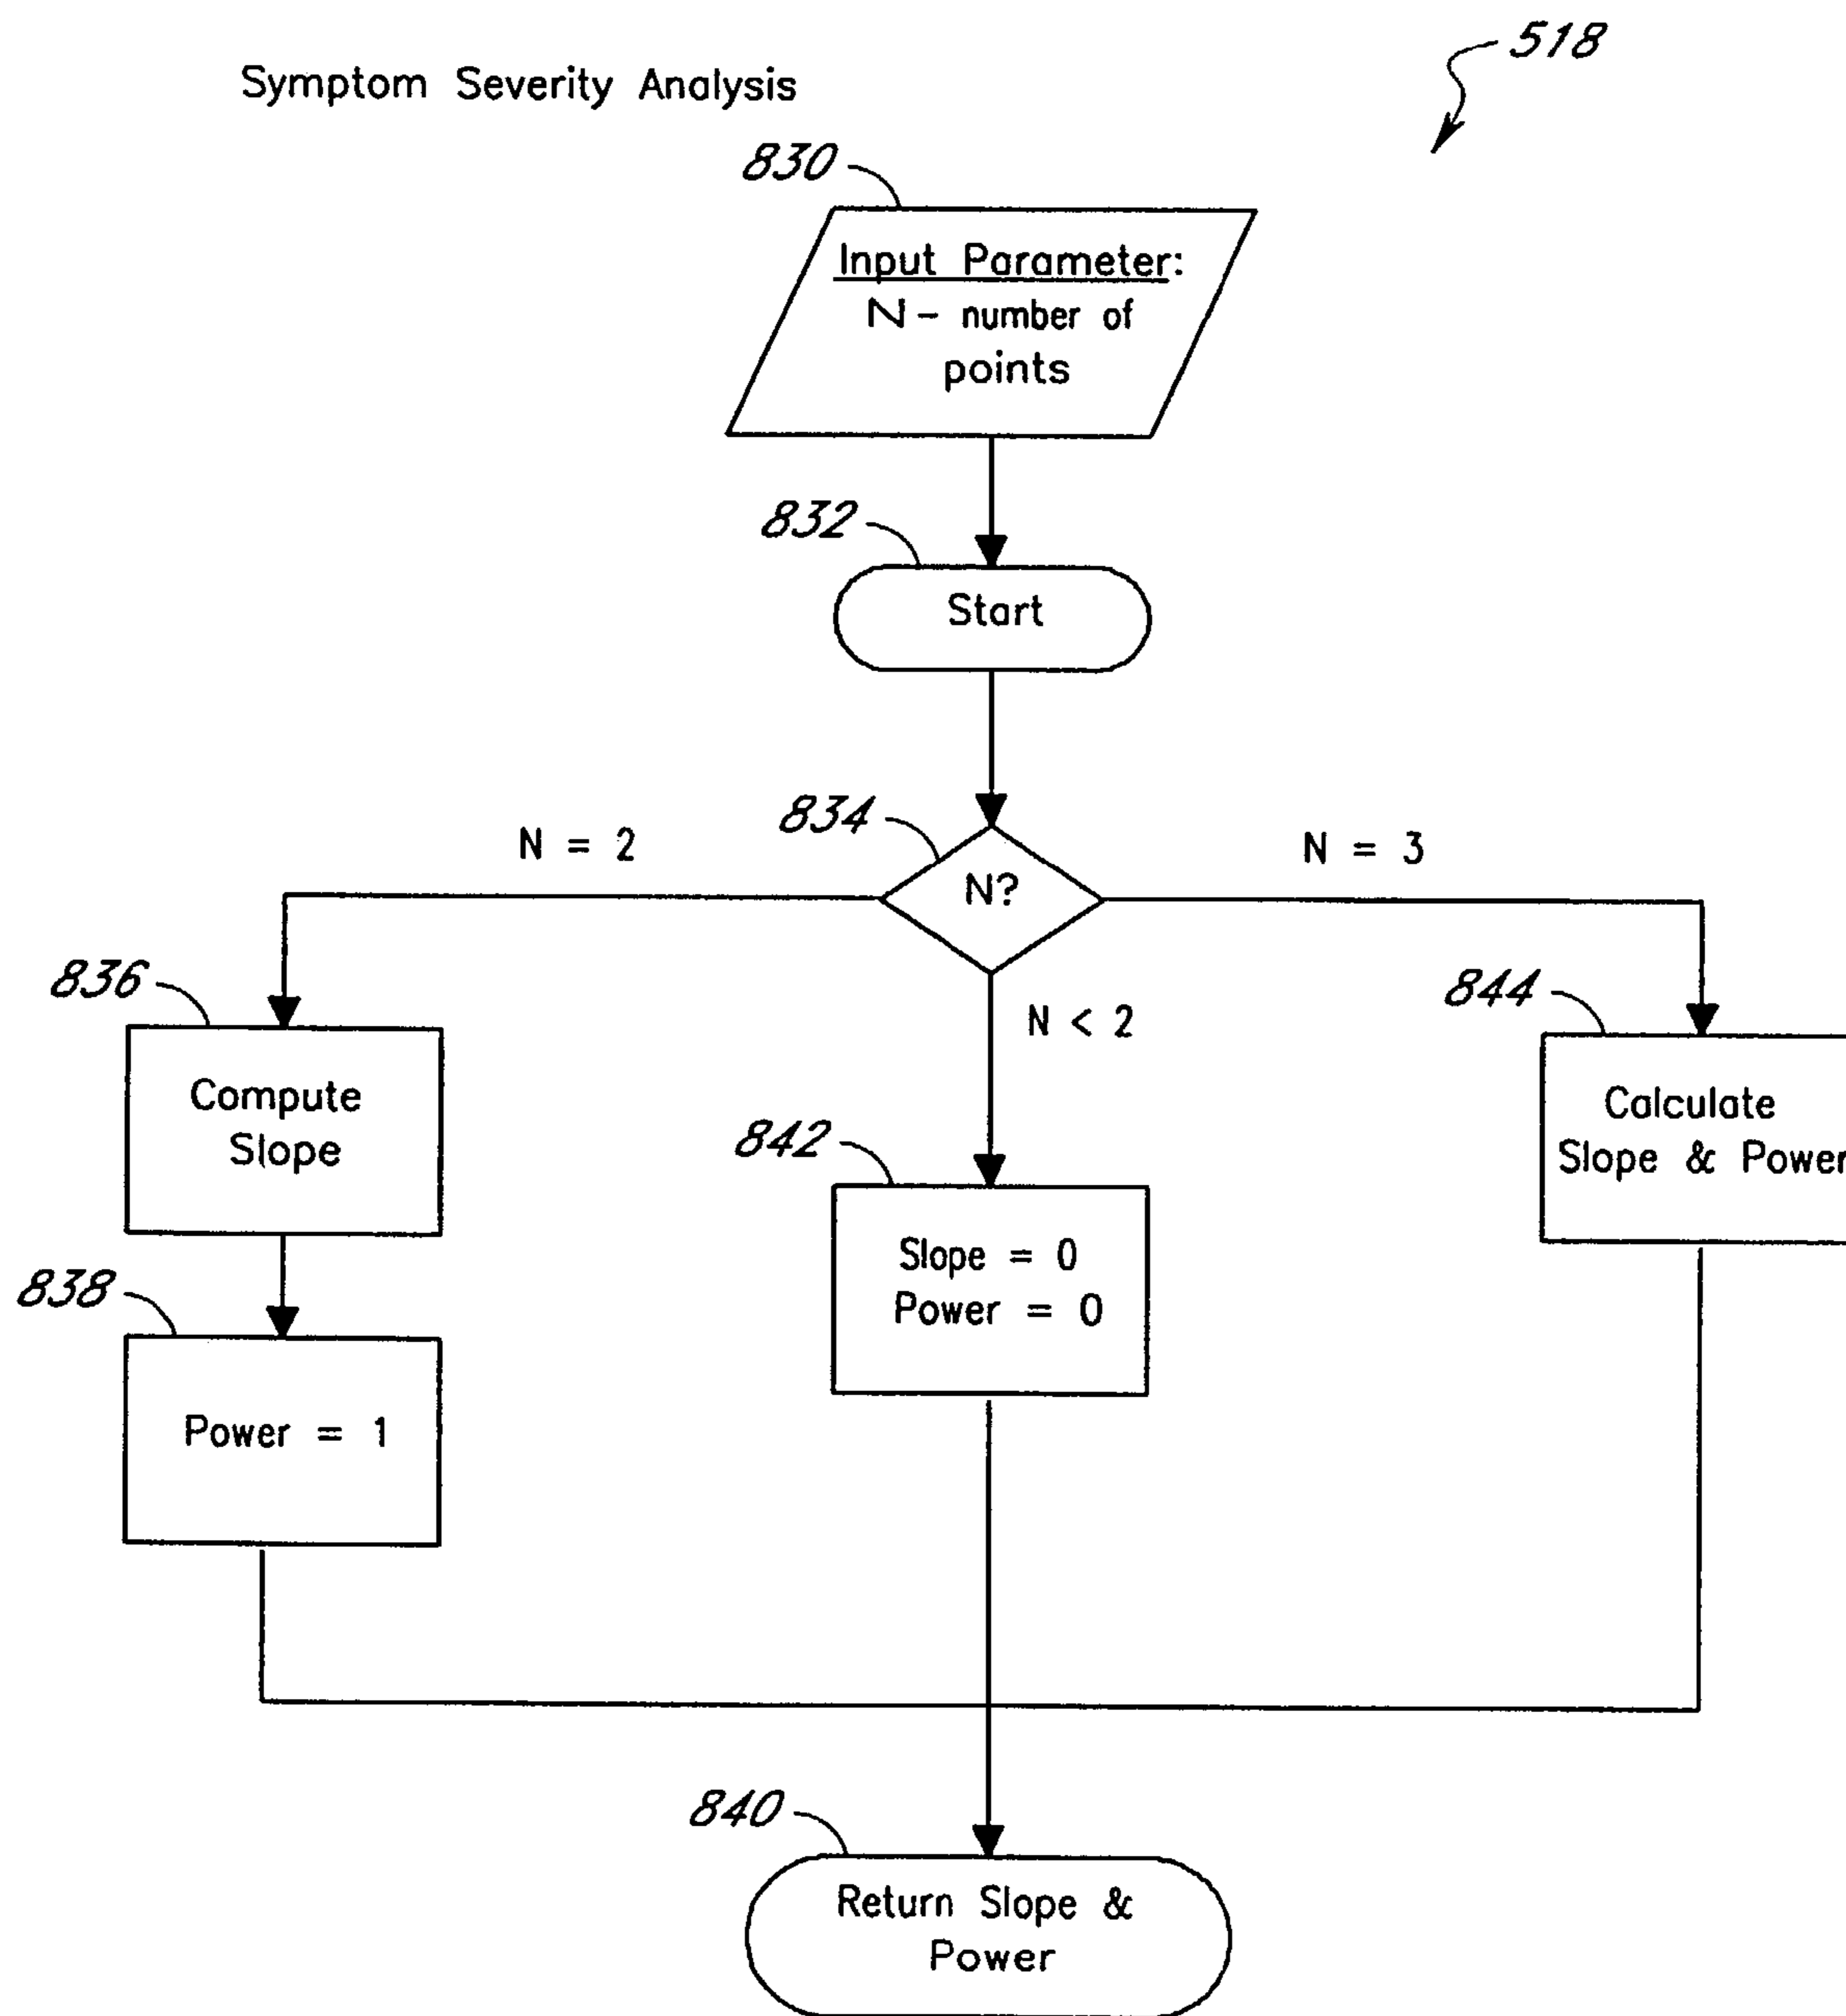 518
Symptom Severity Analysis
830
Input Parameter:
N - number of
points
832
Start
834
N = 2
N?
N = 3
836
844
N < 2
Compute
Slope
Calculate
Slope & Power
842
838
Slope = 0
Power = 0
Power = 1
840
Return Slope &
Power